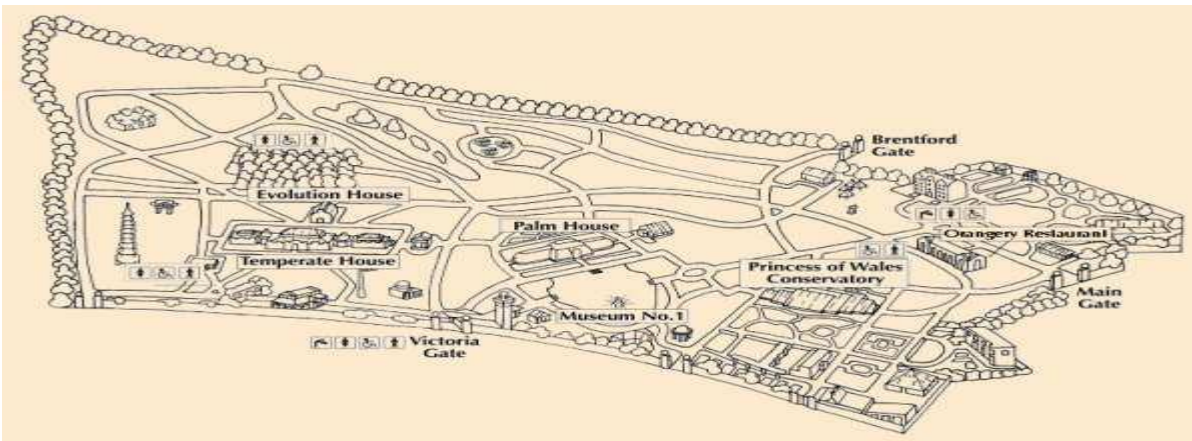 Brentford
Gate
Evolution House
Palm House
Orangery Restaurant
Temperate House
Princess of Wales
Conservatory
Main
Gate
Museum No.1
Victoria
Gate